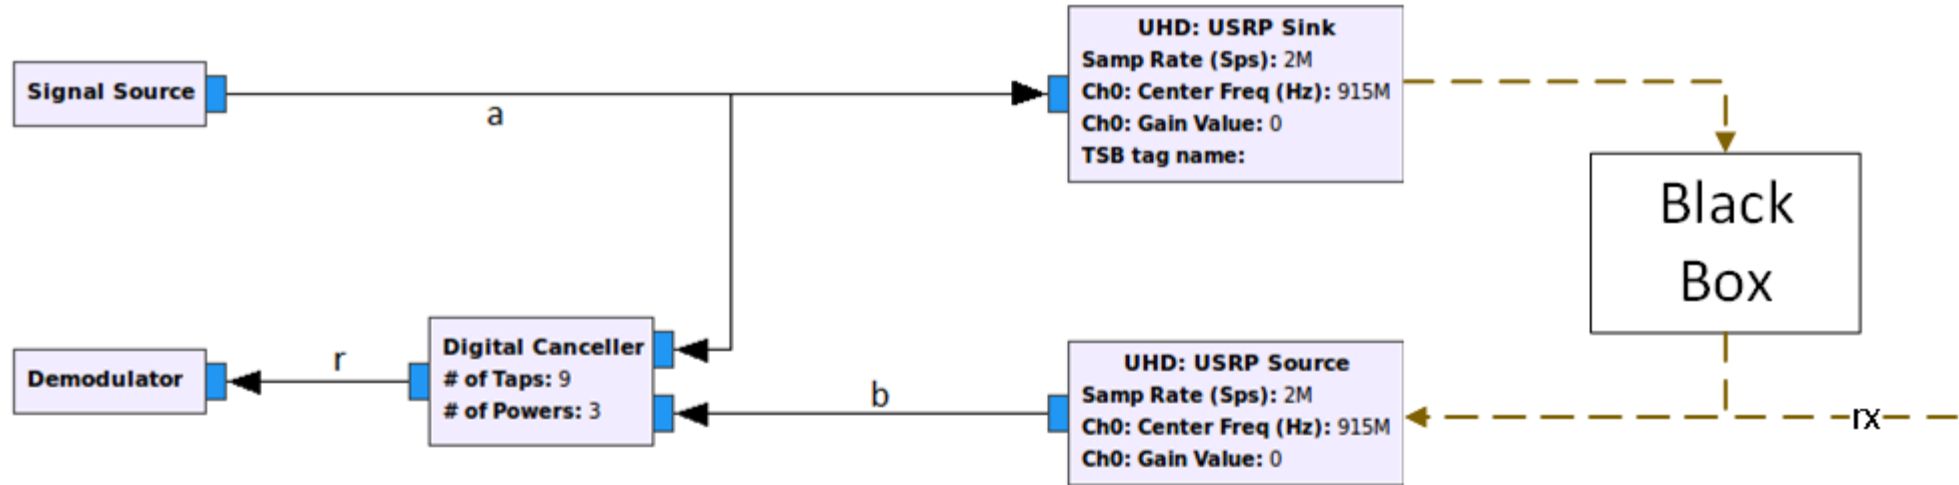 UHD: USRP Sink
Samp Rate (Sps): 2M
Signal Source
Ch0: Center Freq (Hz): 915M
a
Ch0: Gain Value: 0
TSB tag name:
Black
Box
Digital Canceller
r
# of Taps: 9
# of Powers: 3
Demodulator
b
UHD: USRP Source
Samp Rate (Sps): 2M
Ch0: Center Freq (Hz): 915M
Ch0: Gain Value: 0
rx